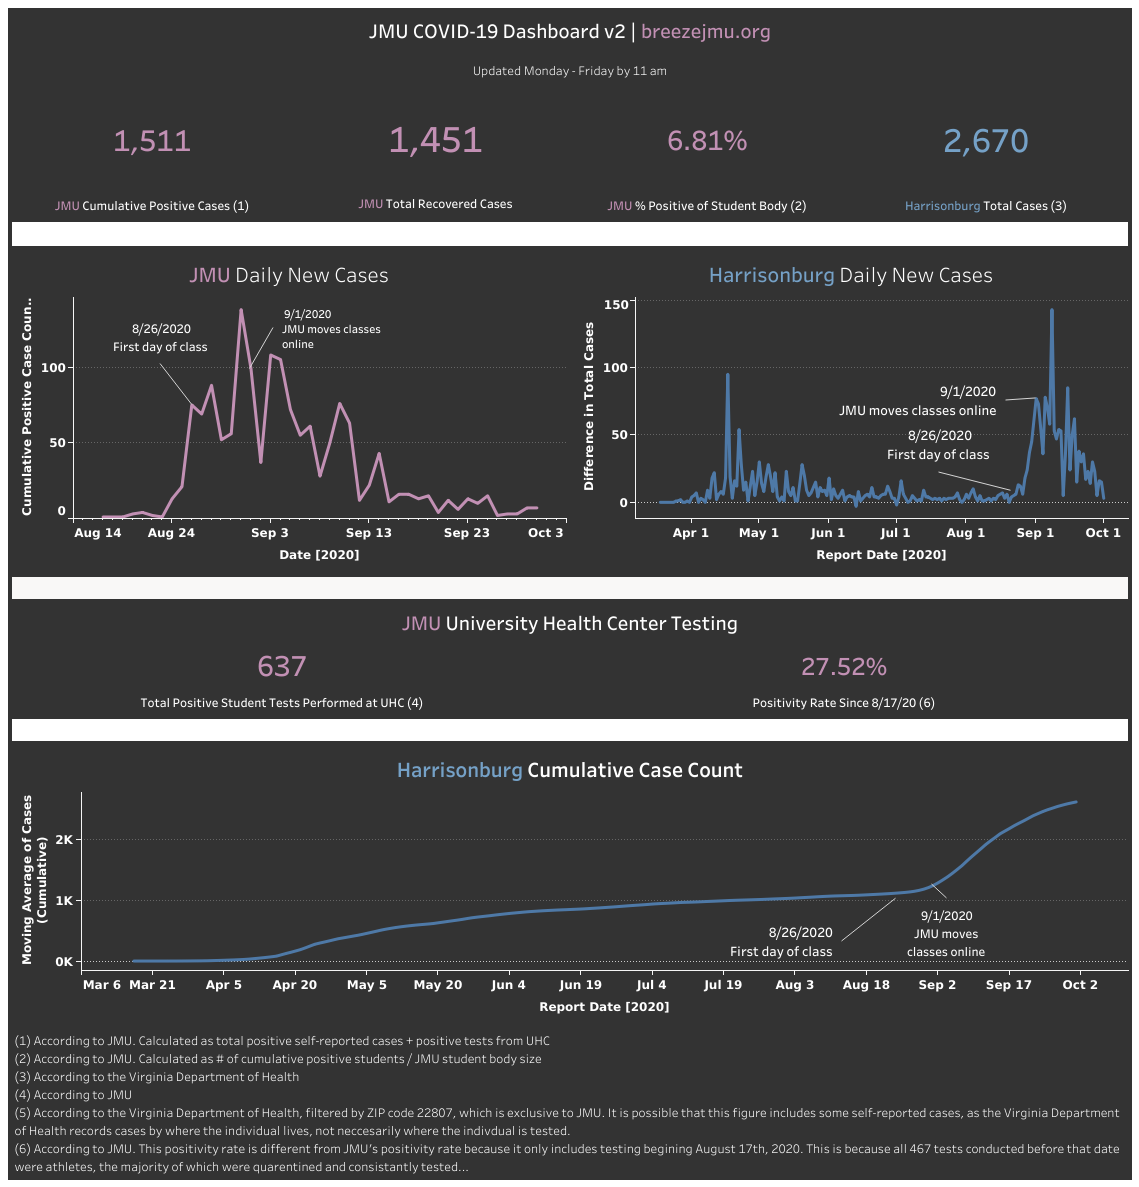 JMU COVID-19 Dashboard v2 | breezejmu.org
Updated Monday - Friday by 11 am
1,511
1,451
6.81%
2,670
JMU Cumulative Positive Cases (1)
JMU Total Recovered Cases
JMU % Positive of Student Body (2)
Harrisonburg Total Cases (3)
JMU Daily New Cases
Cumulative Positive Case Coun..
100
50
0
8/26/2020
First day of class
9/1/2020
JMU moves classes
online
Aug 14 Aug 24 Sep 3 Sep 13 Sep 23 Oct 3
Date [2020]
Harrisonburg Daily New Cases
Difference in Total Cases
150
100
50
0
9/1/2020
JMU moves classes online
8/26/2020
First day of class
Apr 1 May 1 Jun 1 Jul 1 Aug 1 Sep 1 Oct 1
Report Date [2020]
JMU University Health Center Testing
637
27.52%
Total Positive Student Tests Performed at UHC (4)
Positivity Rate Since 8/17/20 (6)
Harrisonburg Cumulative Case Count
Moving Average of Cases
(Cumulative)
2K
1K
0K
8/26/2020
First day of class
9/1/2020
JMU moves
classes online
Mar 6 Mar 21 Apr 5 Apr 20 May 5 May 20 Jun 4 Jun 19 Jul 4 Jul 19 Aug 3 Aug 18 Sep 2 Sep 17 Oct 2
Report Date [2020]
(1) According to JMU. Calculated as total positive self-reported cases + positive tests from UHC
(2) According to JMU. Calculated as # of cumulative positive students / JMU student body size
(3) According to the Virginia Department of Health
(4) According to JMU
(5) According to the Virginia Department of Health, filtered by ZIP code 22807, which is exclusive to JMU. It is possible that this figure includes some self-reported cases, as the Virginia Department
of Health records cases by where the individual lives, not neccesarily where the indivdual is tested.
(6) According to JMU. This positivity rate is different from JMU's positivity rate because it only includes testing begining August 17th, 2020. This is because all 467 tests conducted before that date
were athletes, the majority of which were quarentined and consistantly tested...